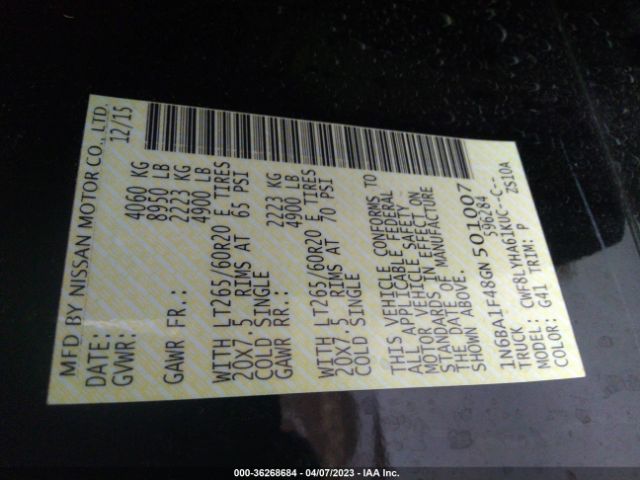 MFD BY NISSAN MOTOR CO., LTD.
DATE: 12/15
GVWR: 4060 KG
8950 LB
GAWR FR.: 2223 KG
4900 LB
WITH LT265/60R20 E TIRES
20X7.5 RIMS AT 65 PSI
COLD SINGLE
GAWR RR.: 2223 KG
4900 LB
WITH LT265/60R20 E TIRES
20X7.5 RIMS AT 70 PSI
COLD SINGLE
THIS VEHICLE CONFORMS TO
ALL APPLICABLE FEDERAL
MOTOR VEHICLE SAFETY
STANDARDS IN EFFECT ON
THE DATE OF MANUFACTURE
SHOWN ABOVE.
1N6BA1F48GN501007
TRUCK 596284
MODEL: CWF8LYHA61KUC--C--
COLOR: G41 TRIM: P ZS10A
000-36268684 - 04/07/2023 - IAA Inc.